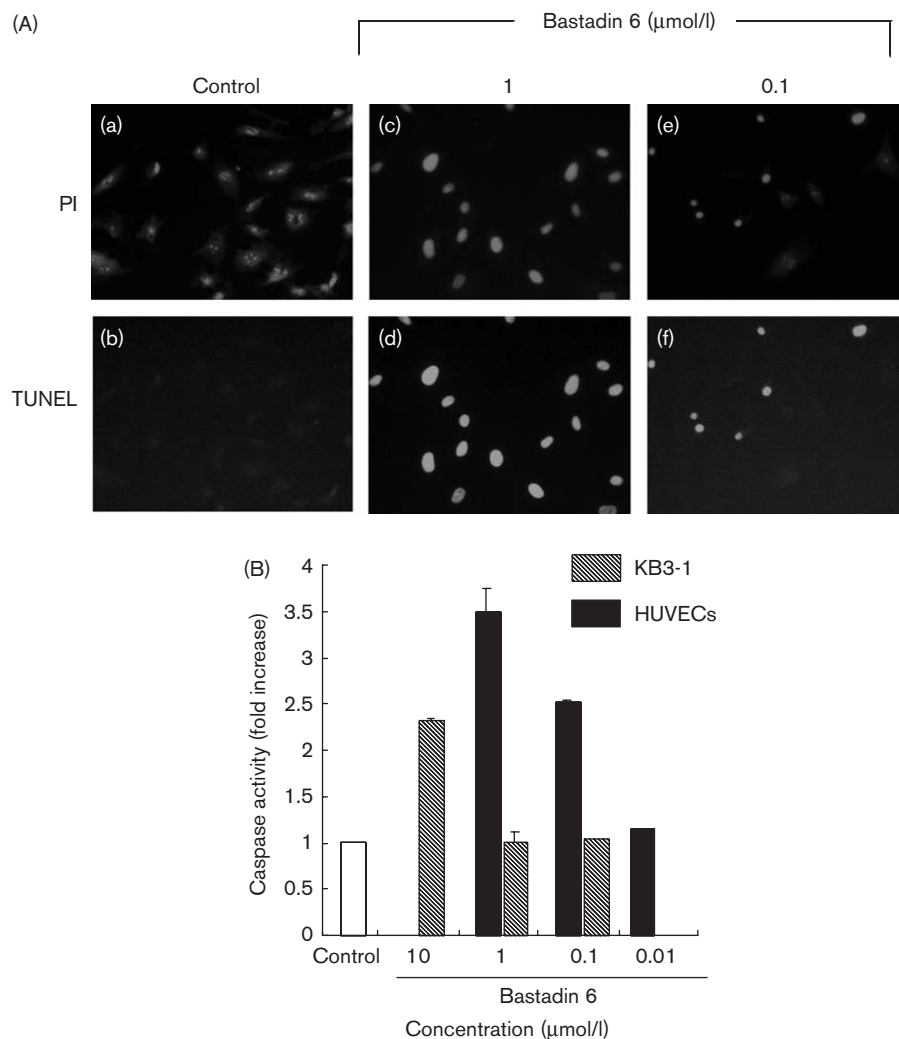 (A)
Bastadin 6 (μmol/l)
Control
1
0.1
PI
(a)
(c)
(e)
TUNEL
(b)
(d)
(f)
(B)
Caspase activity (fold increase)
4
3.5
3
2.5
2
1.5
1
0.5
0
KB3-1
HUVECs
Control 10 1 0.1 0.01
Bastadin 6
Concentration (μmol/l)